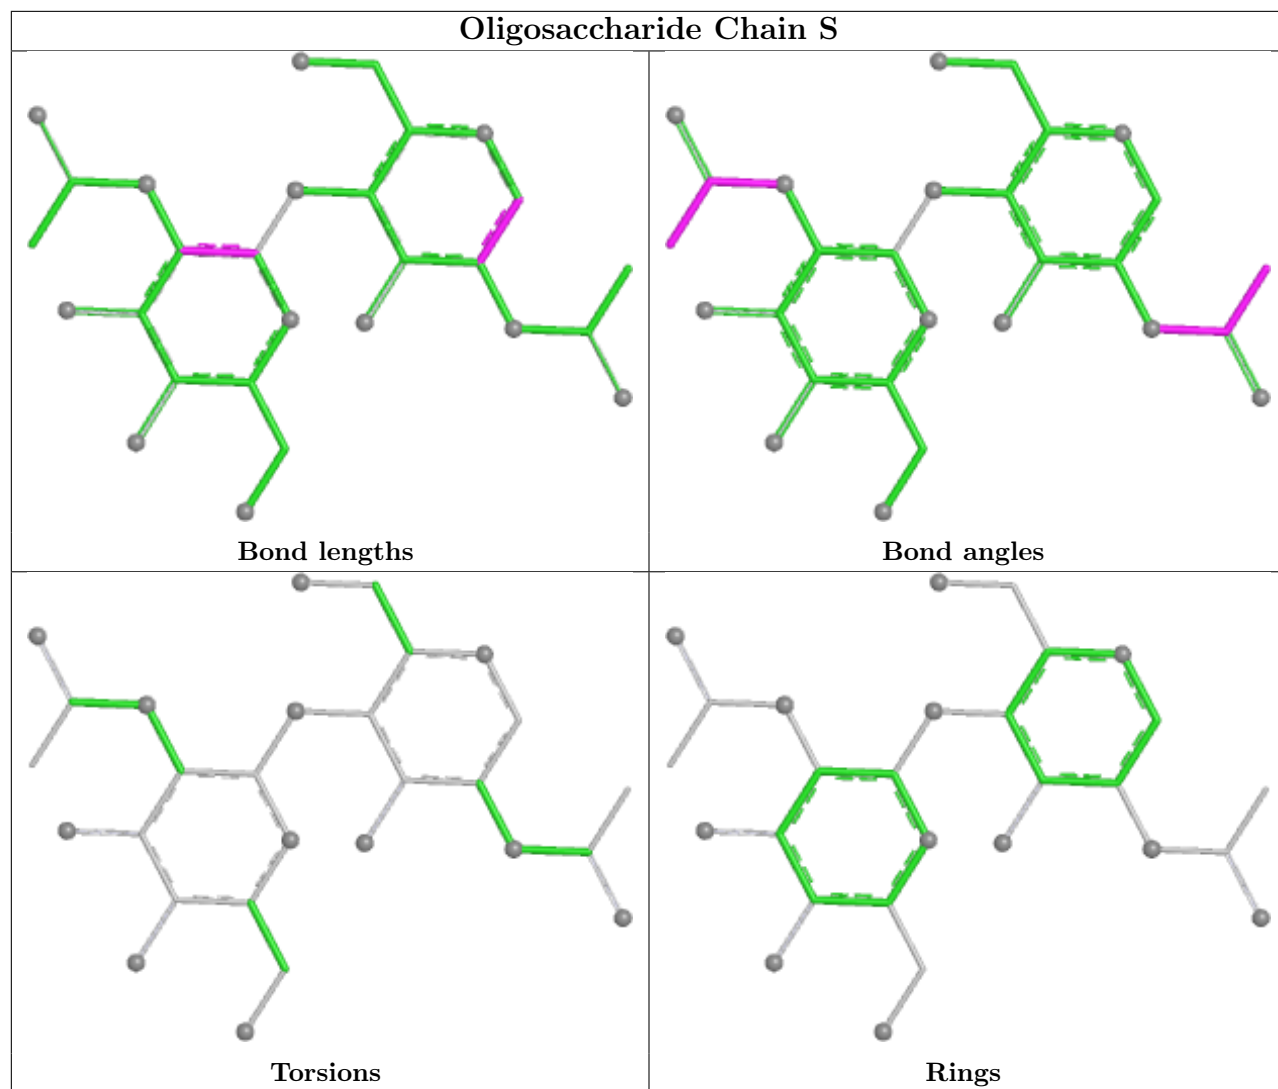 Oligosaccharide Chain S
Bond lengths
Bond angles
Torsions
Rings